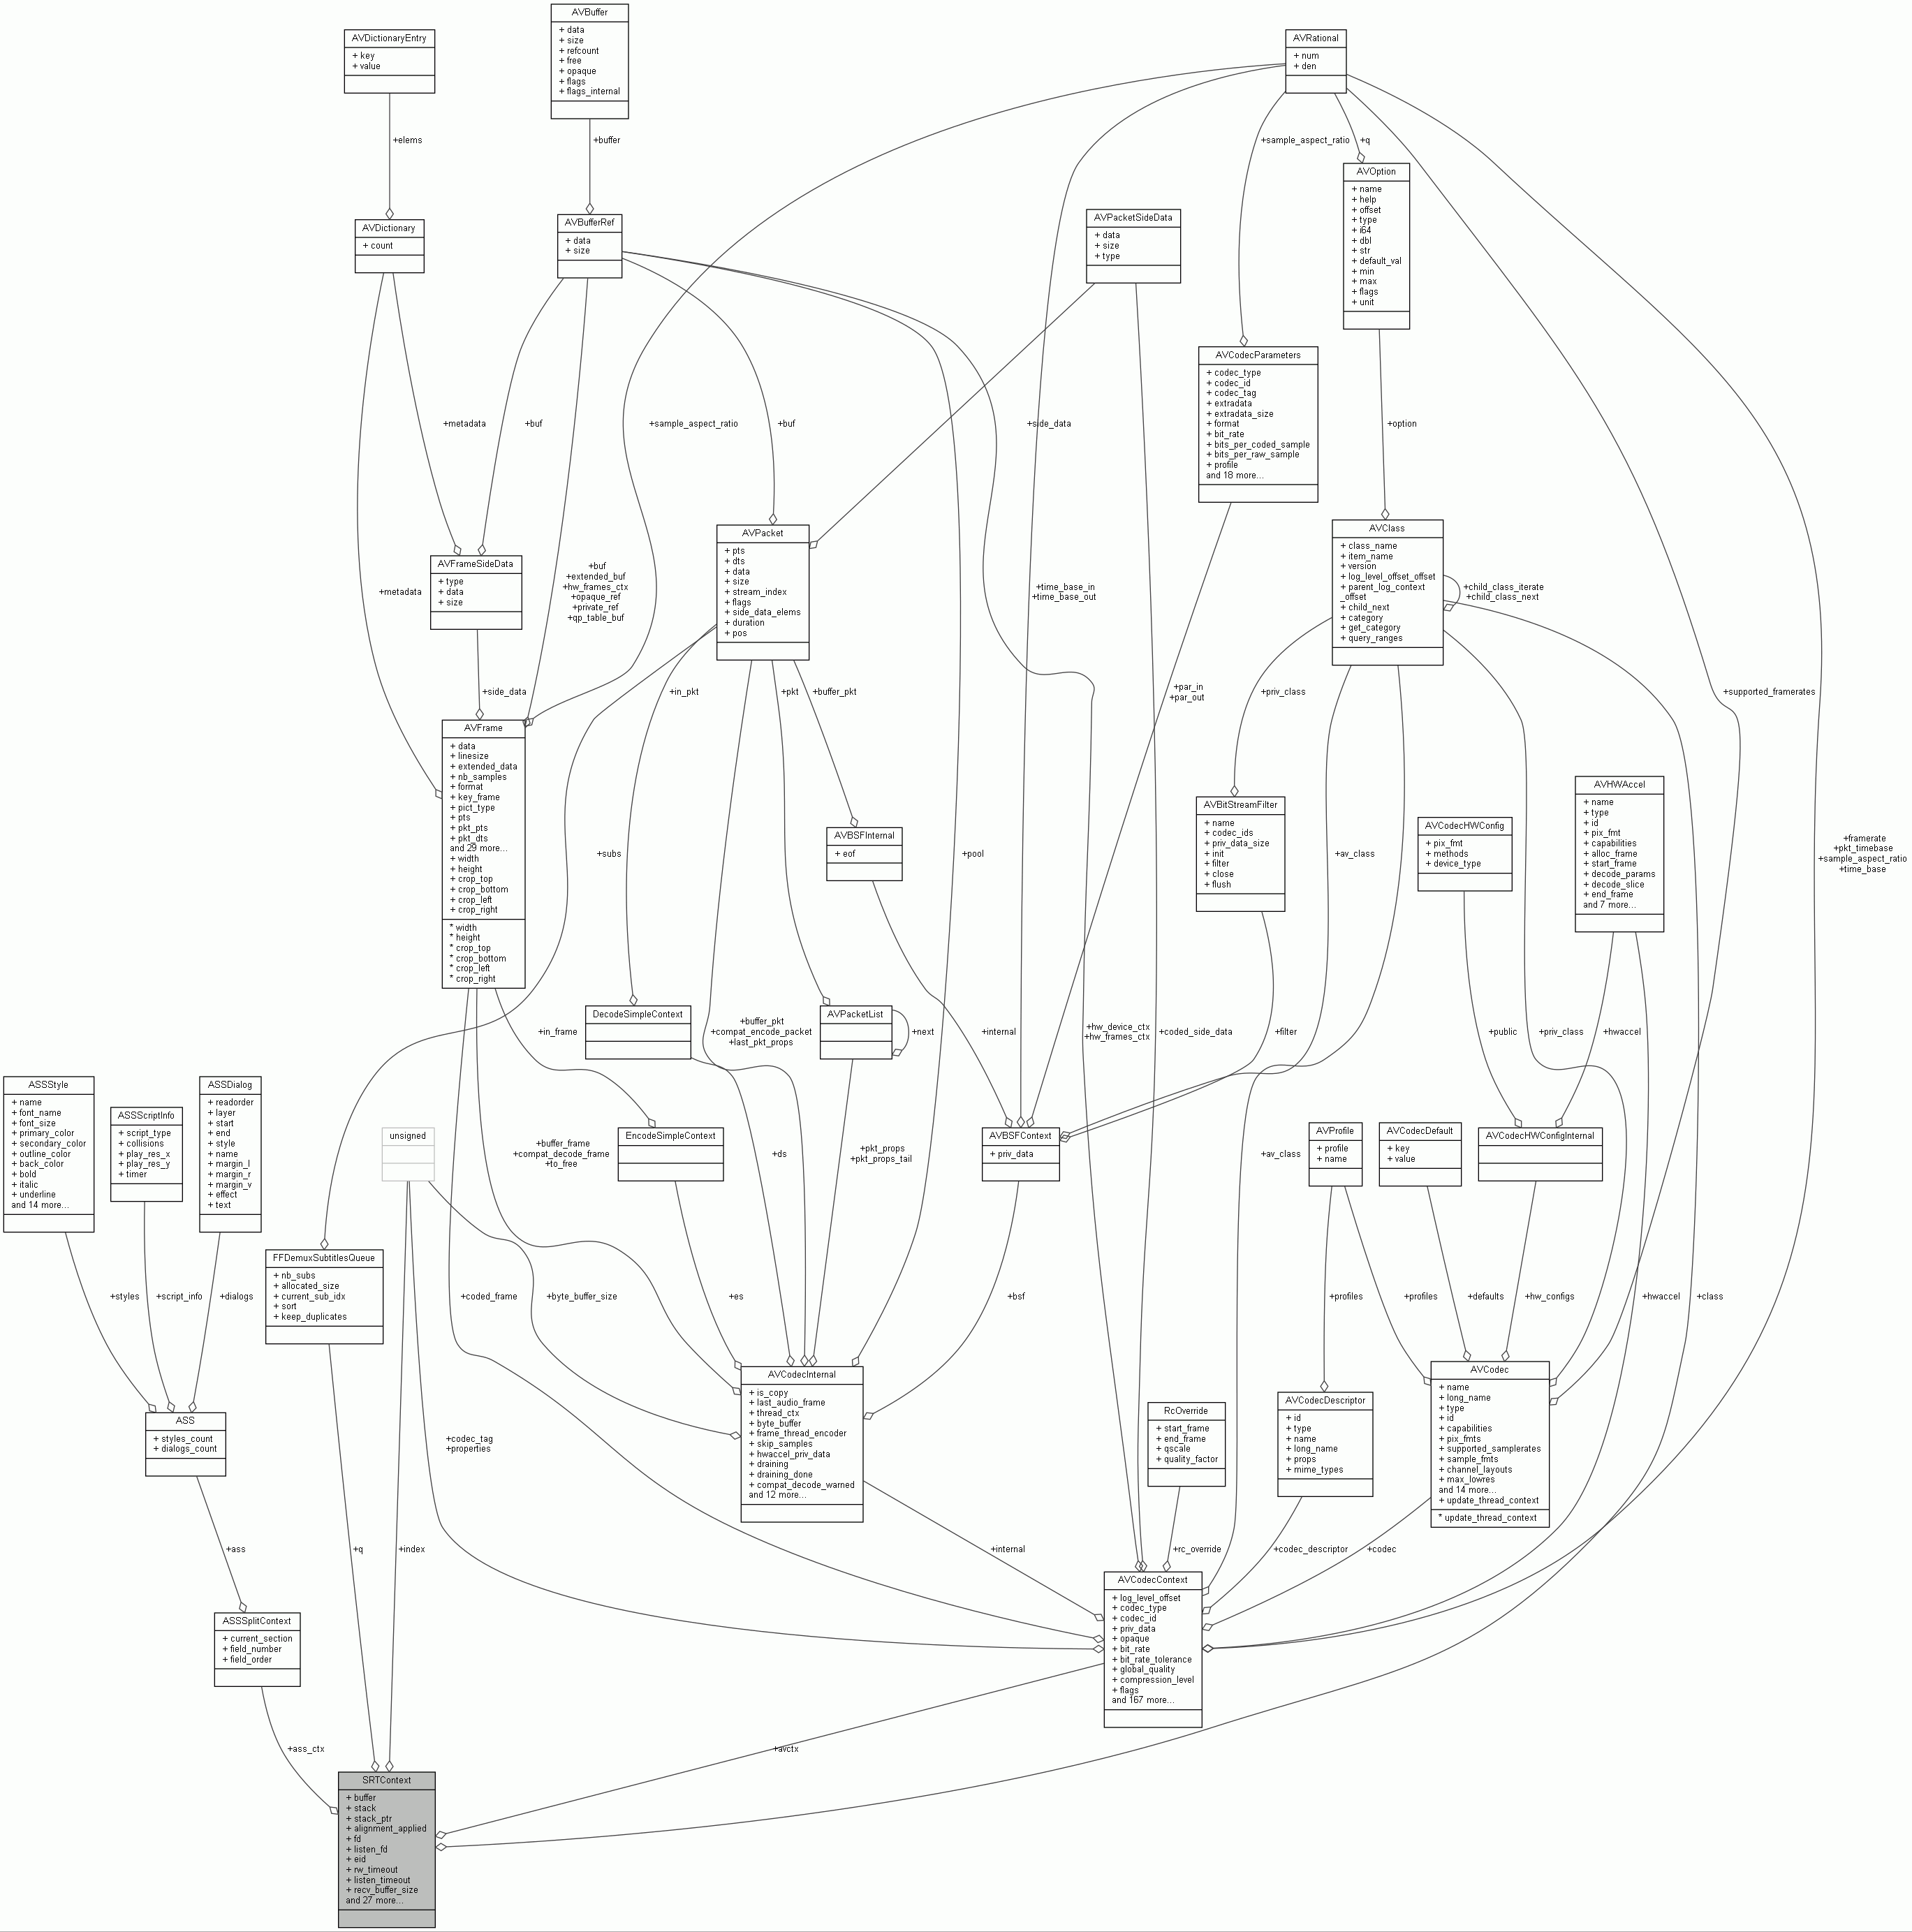 AVBuffer
+ data
+ size
+ refcount
+ free
+ opaque
+ flags
+ flags_internal
AVDictionaryEntry
+ key
+ value
AVRational
+ num
+ den
+elems
+buffer
+sample_aspect_ratio
+q
AVOption
+ name
+ help
+ offset
+ type
+ i64
+ dbl
+ str
+ default_val
+ min
+ max
+ flags
+ unit
AVDictionary
+ count
AVBufferRef
+ data
+ size
AVPacketSideData
+ data
+ size
+ type
AVCodecParameters
+ codec_type
+ codec_id
+ codec_tag
+ extradata
+ extradata_size
+ format
+ bit_rate
+ bits_per_coded_sample
+ bits_per_raw_sample
+ profile
and 18 more...
+metadata
+buf
+sample_aspect_ratio
+buf
+side_data
+option
AVPacket
+ pts
+ dts
+ data
+ size
+ stream_index
+ flags
+ side_data_elems
+ duration
+ pos
AVClass
+ class_name
+ item_name
+ version
+ log_level_offset_offset
+ parent_log_context
_offset
+ child_next
+ category
+ get_category
+ query_ranges
+child_class_iterate
+child_class_next
AVFrameSideData
+ type
+ data
+ size
+metadata
+buf
+extended_buf
+hw_frames_ctx
+opaque_ref
+private_ref
+qp_table_buf
+time_base_in
+time_base_out
+side_data
+in_pkt
+pkt
+buffer_pkt
+par_in
+par_out
+priv_class
+supported_framerates
AVFrame
+ data
+ linesize
+ extended_data
+ nb_samples
+ format
+ key_frame
+ pict_type
+ pts
+ pkt_pts
+ pkt_dts
and 29 more...
+ width
+ height
+ crop_top
+ crop_bottom
+ crop_left
+ crop_right
* width
* height
* crop_top
* crop_bottom
* crop_left
* crop_right
+subs
AVBSFInternal
+ eof
+pool
AVBitStreamFilter
+ name
+ codec_ids
+ priv_data_size
+ init
+ filter
+ close
+ flush
+av_class
AVCodecHWConfig
+ pix_fmt
+ methods
+ device_type
AVHWAccel
+ name
+ type
+ id
+ pix_fmt
+ capabilities
+ alloc_frame
+ start_frame
+ decode_params
+ decode_slice
+ end_frame
and 7 more...
+framerate
+pkt_timebase
+sample_aspect_ratio
+time_base
+in_frame
DecodeSimpleContext
+buffer_pkt
+compat_encode_packet
+last_pkt_props
AVPacketList
+next
+internal
+hw_device_ctx
+hw_frames_ctx
+coded_side_data
+filter
+public
+priv_class
+hwaccel
ASSStyle
+ name
+ font_name
+ font_size
+ primary_color
+ secondary_color
+ outline_color
+ back_color
+ bold
+ italic
+ underline
and 14 more...
ASSScriptInfo
+ script_type
+ collisions
+ play_res_x
+ play_res_y
+ timer
ASSDialog
+ readorder
+ layer
+ start
+ end
+ style
+ name
+ margin_l
+ margin_r
+ margin_v
+ effect
+ text
unsigned
+buffer_frame
+compat_decode_frame
+to_free
EncodeSimpleContext
+ds
+pkt_props
+pkt_props_tail
AVBSFContext
+ priv_data
+av_class
AVProfile
+ profile
+ name
AVCodecDefault
+ key
+ value
AVCodecHWConfigInternal
FFDemuxSubtitlesQueue
+ nb_subs
+ allocated_size
+ current_sub_idx
+ sort
+ keep_duplicates
+styles
+script_info
+dialogs
+coded_frame
+byte_buffer_size
+es
+bsf
+profiles
+profiles
+defaults
+hw_configs
+hwaccel
+class
ASS
+ styles_count
+ dialogs_count
+codec_tag
+properties
AVCodecInternal
+ is_copy
+ last_audio_frame
+ thread_ctx
+ byte_buffer
+ frame_thread_encoder
+ skip_samples
+ hwaccel_priv_data
+ draining
+ draining_done
+ compat_decode_warned
and 12 more...
RcOverride
+ start_frame
+ end_frame
+ qscale
+ quality_factor
AVCodecDescriptor
+ id
+ type
+ name
+ long_name
+ props
+ mime_types
AVCodec
+ name
+ long_name
+ type
+ id
+ capabilities
+ pix_fmts
+ supported_samplerates
+ sample_fmts
+ channel_layouts
+ max_lowres
and 14 more...
+ update_thread_context
* update_thread_context
+ass
+q
+index
+internal
+rc_override
+codec_descriptor
+codec
ASSSplitContext
+ current_section
+ field_number
+ field_order
AVCodecContext
+ log_level_offset
+ codec_type
+ codec_id
+ priv_data
+ opaque
+ bit_rate
+ bit_rate_tolerance
+ global_quality
+ compression_level
+ flags
and 167 more...
+ass_ctx
+avctx
SRTContext
+ buffer
+ stack
+ stack_ptr
+ alignment_applied
+ fd
+ listen_fd
+ eid
+ rw_timeout
+ listen_timeout
+ recv_buffer_size
and 27 more...